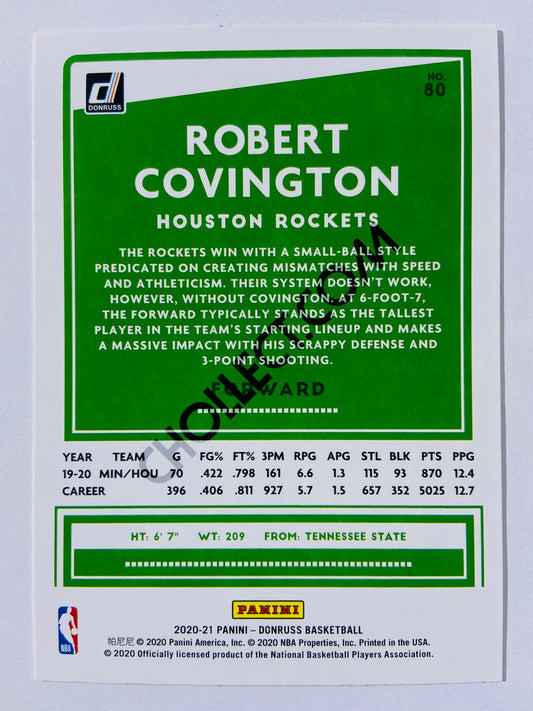 DONRUSS
NO.
80
ROBERT
COVINGTON
HOUSTON ROCKETS
THE ROCKETS WIN WITH A SMALL-BALL STYLE
PREDICATED ON CREATING MISMATCHES WITH SPEED
AND ATHLETICISM. THEIR SYSTEM DOESN'T WORK,
HOWEVER, WITHOUT COVINGTON. AT 6-FOOT-7,
THE FORWARD TYPICALLY STANDS AS THE TALLEST
PLAYER IN THE TEAM'S STARTING LINEUP AND MAKES
A MASSIVE IMPACT WITH HIS SCRAPPY DEFENSE AND
3-POINT SHOOTING.
FORWARD
CHOLLECT.COM
YEAR TEAM G FG% FT% 3PM RPG APG STL BLK PTS PPG
19-20 MIN/HOU 70 .422 .798 161 6.6 1.3 115 93 870 12.4
CAREER 396 .406 .811 927 5.7 1.5 657 352 5025 12.7
HT: 6' 7" WT: 209 FROM: TENNESSEE STATE
PANINI
NBA
2020-21 PANINI – DONRUSS BASKETBALL
帕尼尼 © 2020 Panini America, Inc. © 2020 NBA Properties, Inc. Printed in the USA.
© 2020 Officially licensed product of the National Basketball Players Association.